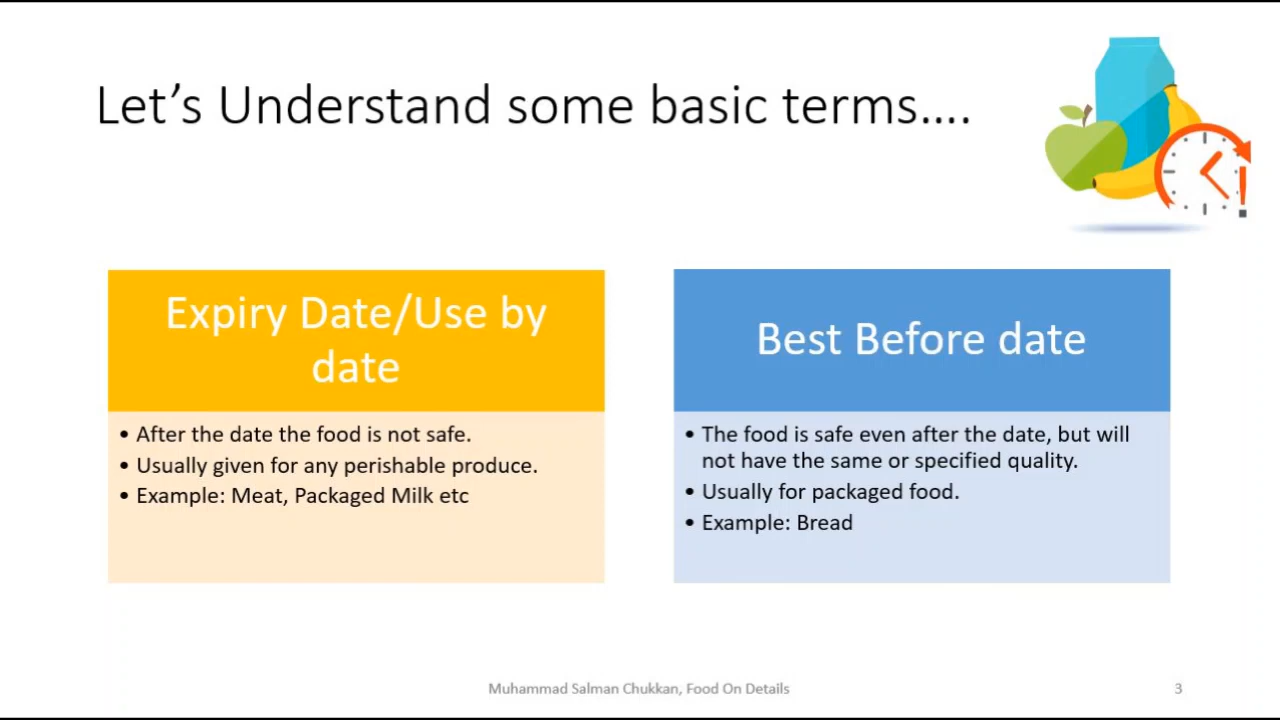 Let’s Understand some basic terms....
Expiry Date/Use by
date
• After the date the food is not safe.
• Usually given for any perishable produce.
• Example: Meat, Packaged Milk etc
Best Before date
• The food is safe even after the date, but will
not have the same or specified quality.
• Usually for packaged food.
• Example: Bread
Muhammad Salman Chukkan, Food On Details
3